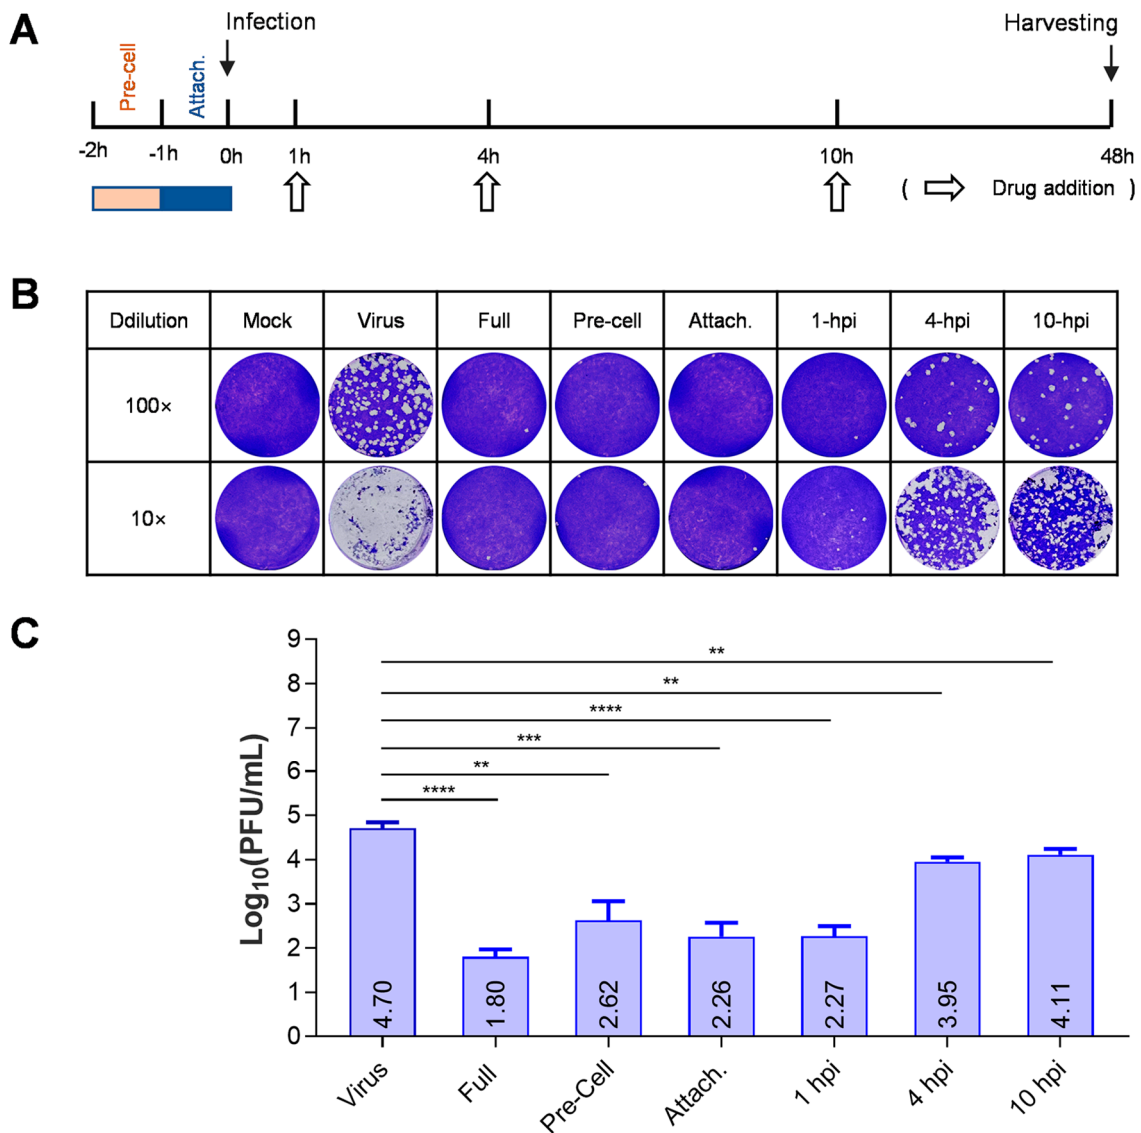 A
Infection
Harvesting
Pre-cell
Attach.
-2h
-1h
0h
1h
4h
10h
48h
( Drug addition )
B
Ddilution Mock Virus Full Pre-cell Attach. 1-hpi 4-hpi 10-hpi
100×
10×
C
Log10(PFU/mL)
9
8
7
6
5
4
3
2
1
0
**
**
****
***
**
****
4.70
1.80
2.62
2.26
2.27
3.95
4.11
Virus
Full
Pre-Cell
Attach.
1 hpi
4 hpi
10 hpi